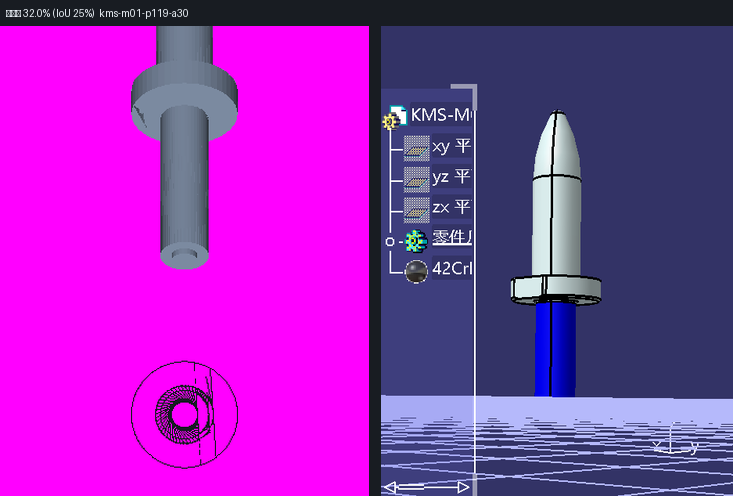 32.0% (IoU 25%) kms-m01-p119-a30
KMS-M
xy 平
yz 平
zx 平
零件
42Cr
x
y